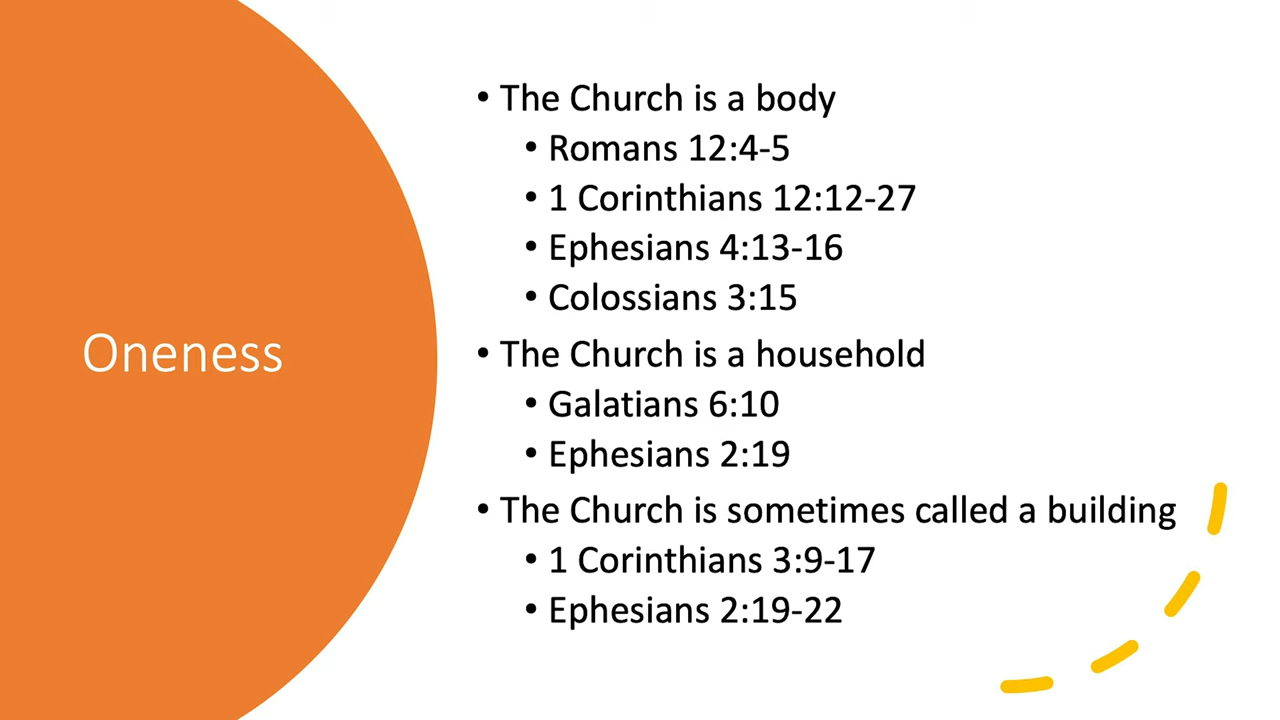 Oneness
• The Church is a body
• Romans 12:4-5
• 1 Corinthians 12:12-27
• Ephesians 4:13-16
• Colossians 3:15
• The Church is a household
• Galatians 6:10
• Ephesians 2:19
• The Church is sometimes called a building
• 1 Corinthians 3:9-17
• Ephesians 2:19-22